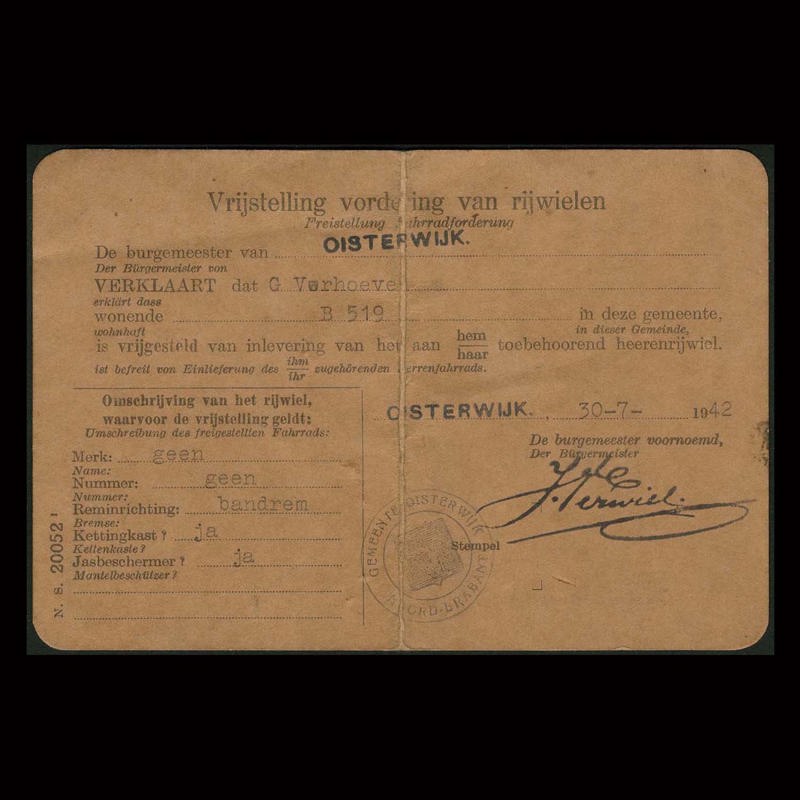 Vrijstelling vordering van rijwielen
Freistellung Fahrradforderung
De burgemeester van OISTERWIJK.
Der Bürgermeister von
VERKLAART dat G Verhoeven
erklärt dass
wonende B 519 in deze gemeente,
wohnhaft in dieser Gemeinde,
is vrijgesteld van inlevering van het aan hem toebehoorend heerenrijwiel.
haar
ist befreit von Einlieferung des ihm zugehörenden Herrenfahrrads.
ihr
Omschrijving van het rijwiel,
waarvoor de vrijstelling geldt:
Umschreibung des freigestellten Fahrrads:
Merk: geen
Name:
Nummer: geen
Nummer:
Reminrichting: bandrem
Bremse:
Kettingkast? ja
Kettenkaste?
Jasbeschermer? ja
Mantelbeschützer?
N. S. 20052¹
OISTERWIJK. 30-7- 1942
De burgemeester voornoemd,
Der Bürgermeister
J. Verwiel.
Stempel
GEMEENTE OISTERWIJK
NOORD-BRABANT